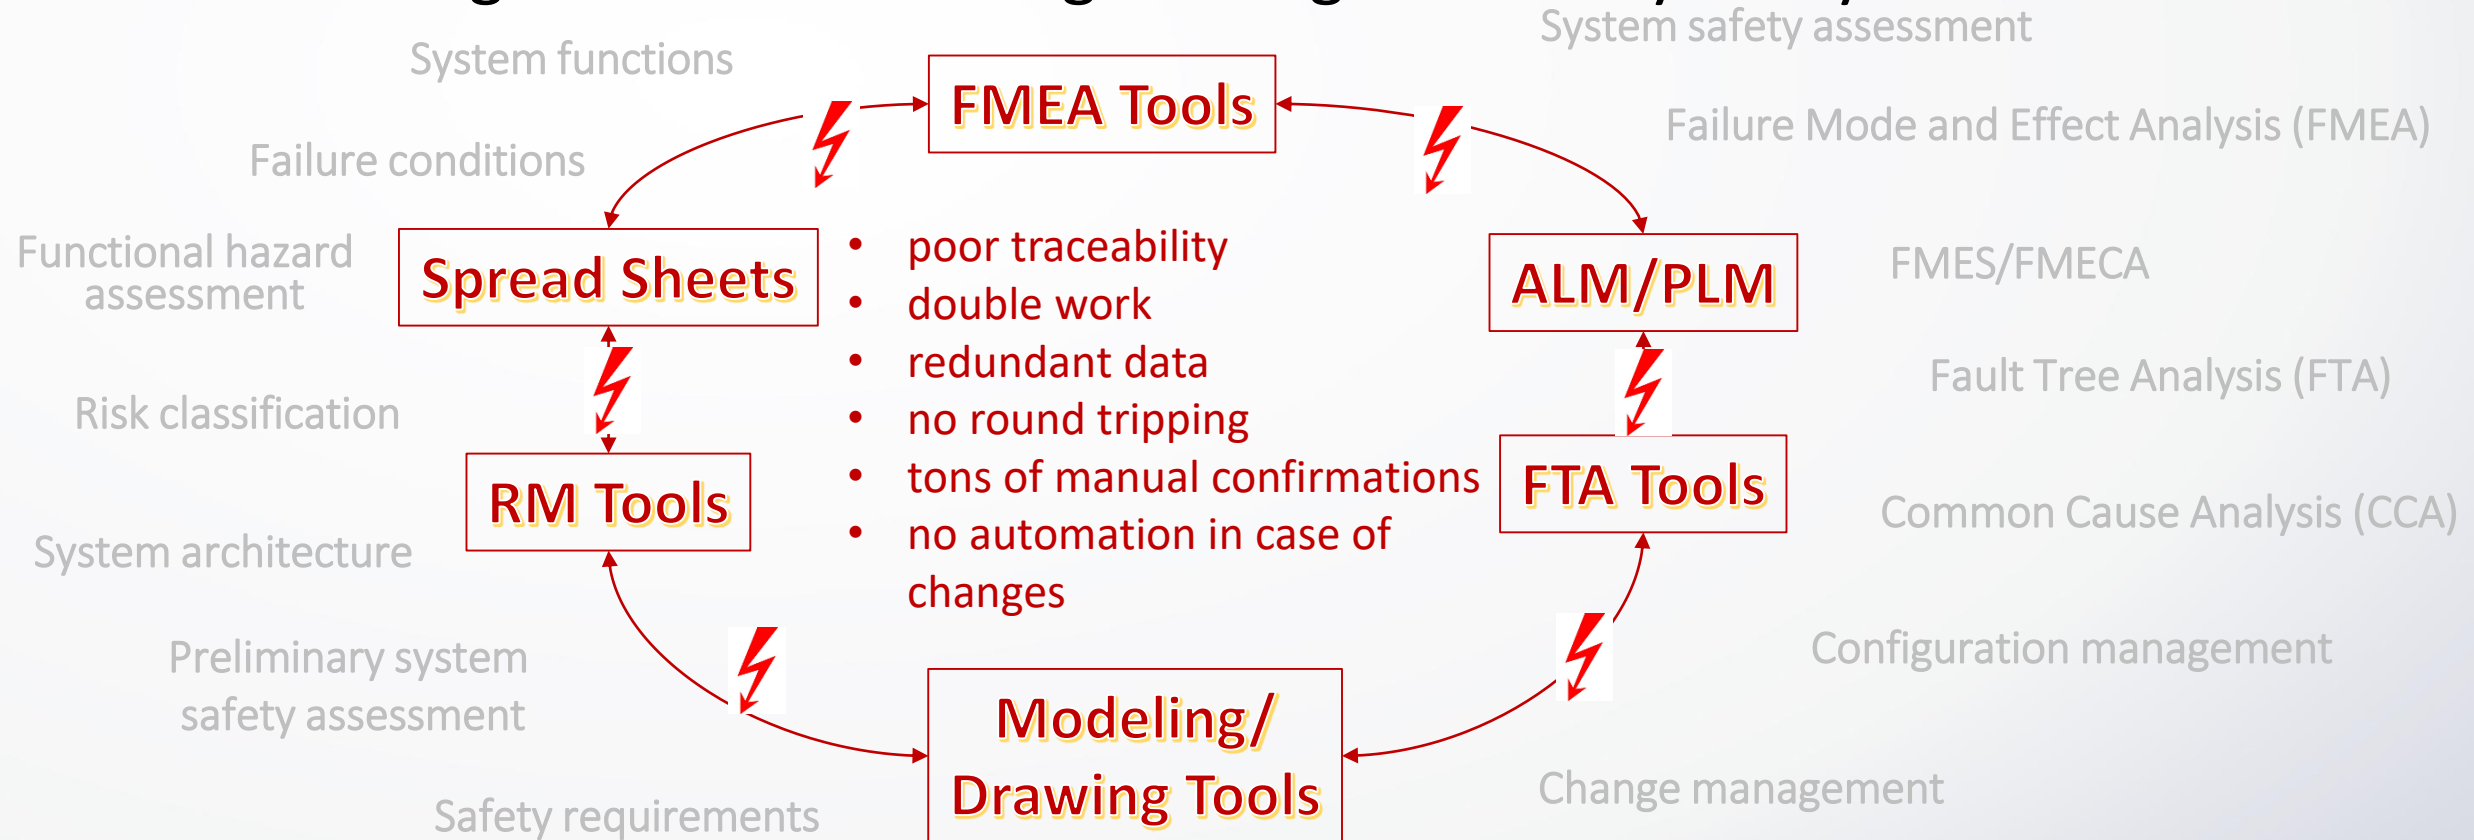 System safety assessment
System functions
FMEA Tools
Failure Mode and Effect Analysis (FMEA)
Failure conditions
Functional hazard
assessment
Spread Sheets
• poor traceability
• double work
• redundant data
• no round tripping
• tons of manual confirmations
• no automation in case of
changes
ALM/PLM
FMES/FMECA
Risk classification
Fault Tree Analysis (FTA)
RM Tools
FTA Tools
System architecture
Common Cause Analysis (CCA)
Preliminary system
safety assessment
Configuration management
Modeling/
Drawing Tools
Safety requirements
Change management